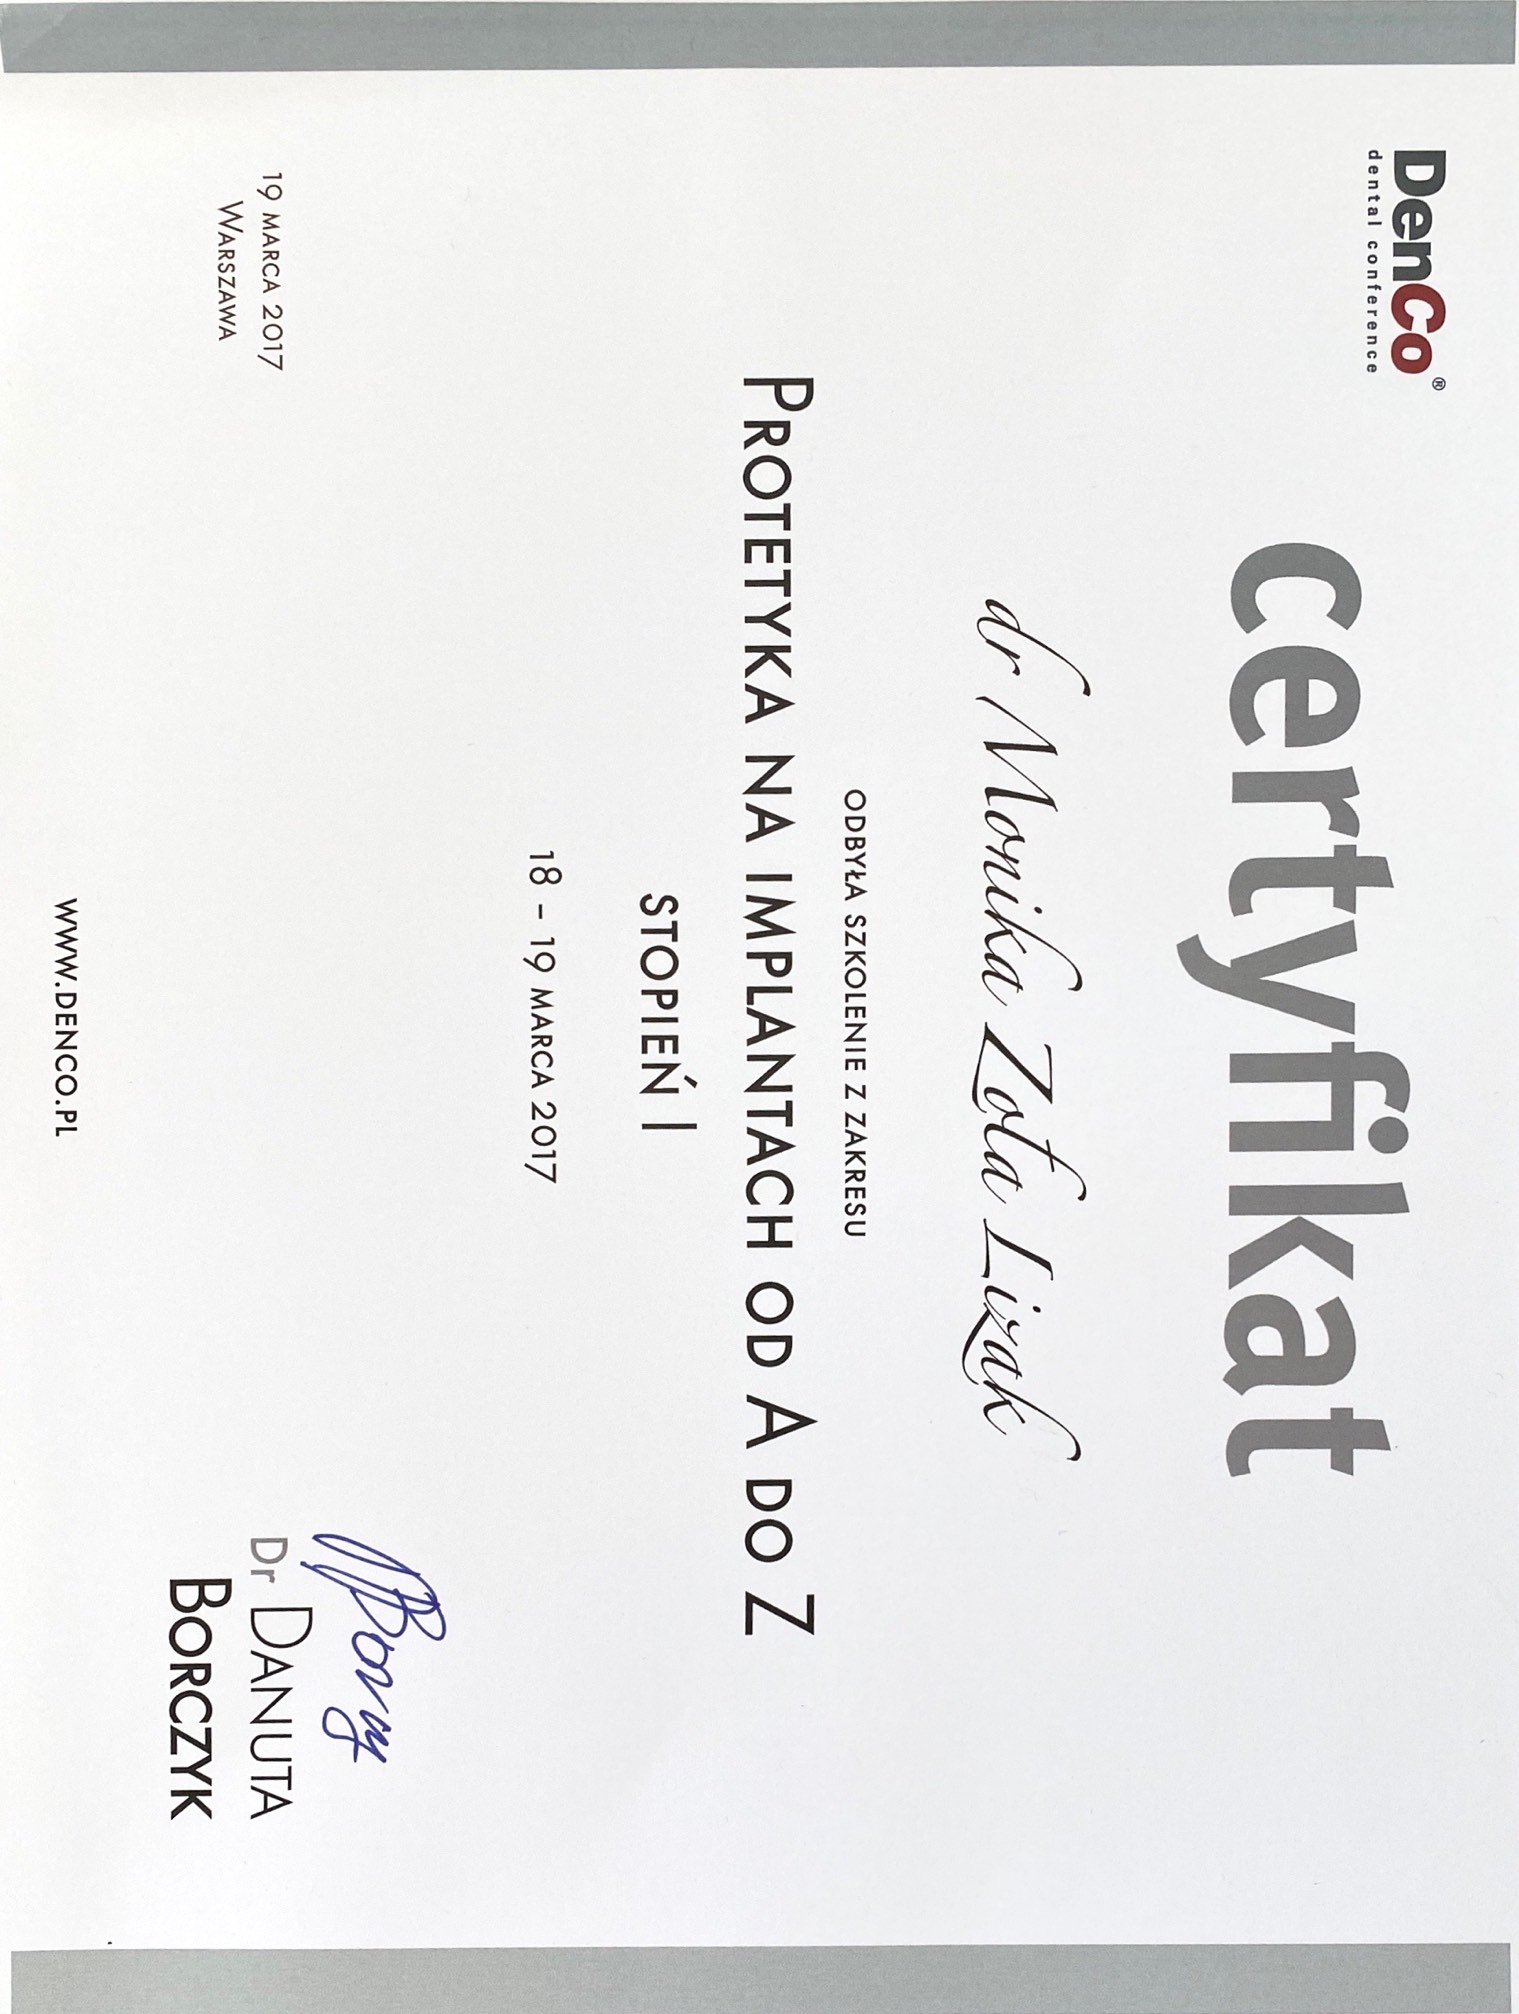 DenCo®
dental conference
certyfikat
dr Monika Zoła Lizak
ODBYŁA SZKOLENIE Z ZAKRESU
PROTETYKA NA IMPLANTACH OD A DO Z
STOPIEŃ I
18 – 19 MARCA 2017
19 MARCA 2017
WARSZAWA
DR DANUTA
BORCZYK
WWW.DENCO.PL